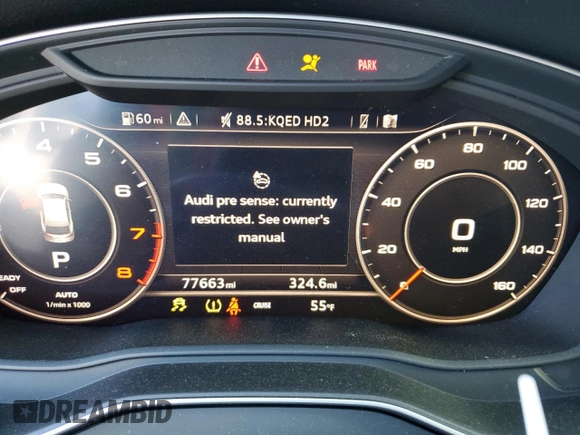 PARK
60 mi
88.5:KQED HD2
Audi pre sense: currently
restricted. See owner's
manual
77663 mi
324.6 mi
4
5
6
7
8
P
READY
OFF
AUTO
1/min x 1000
20
40
60
80
100
120
140
160
0
MPH
CRUISE
55°F
DREAMBID